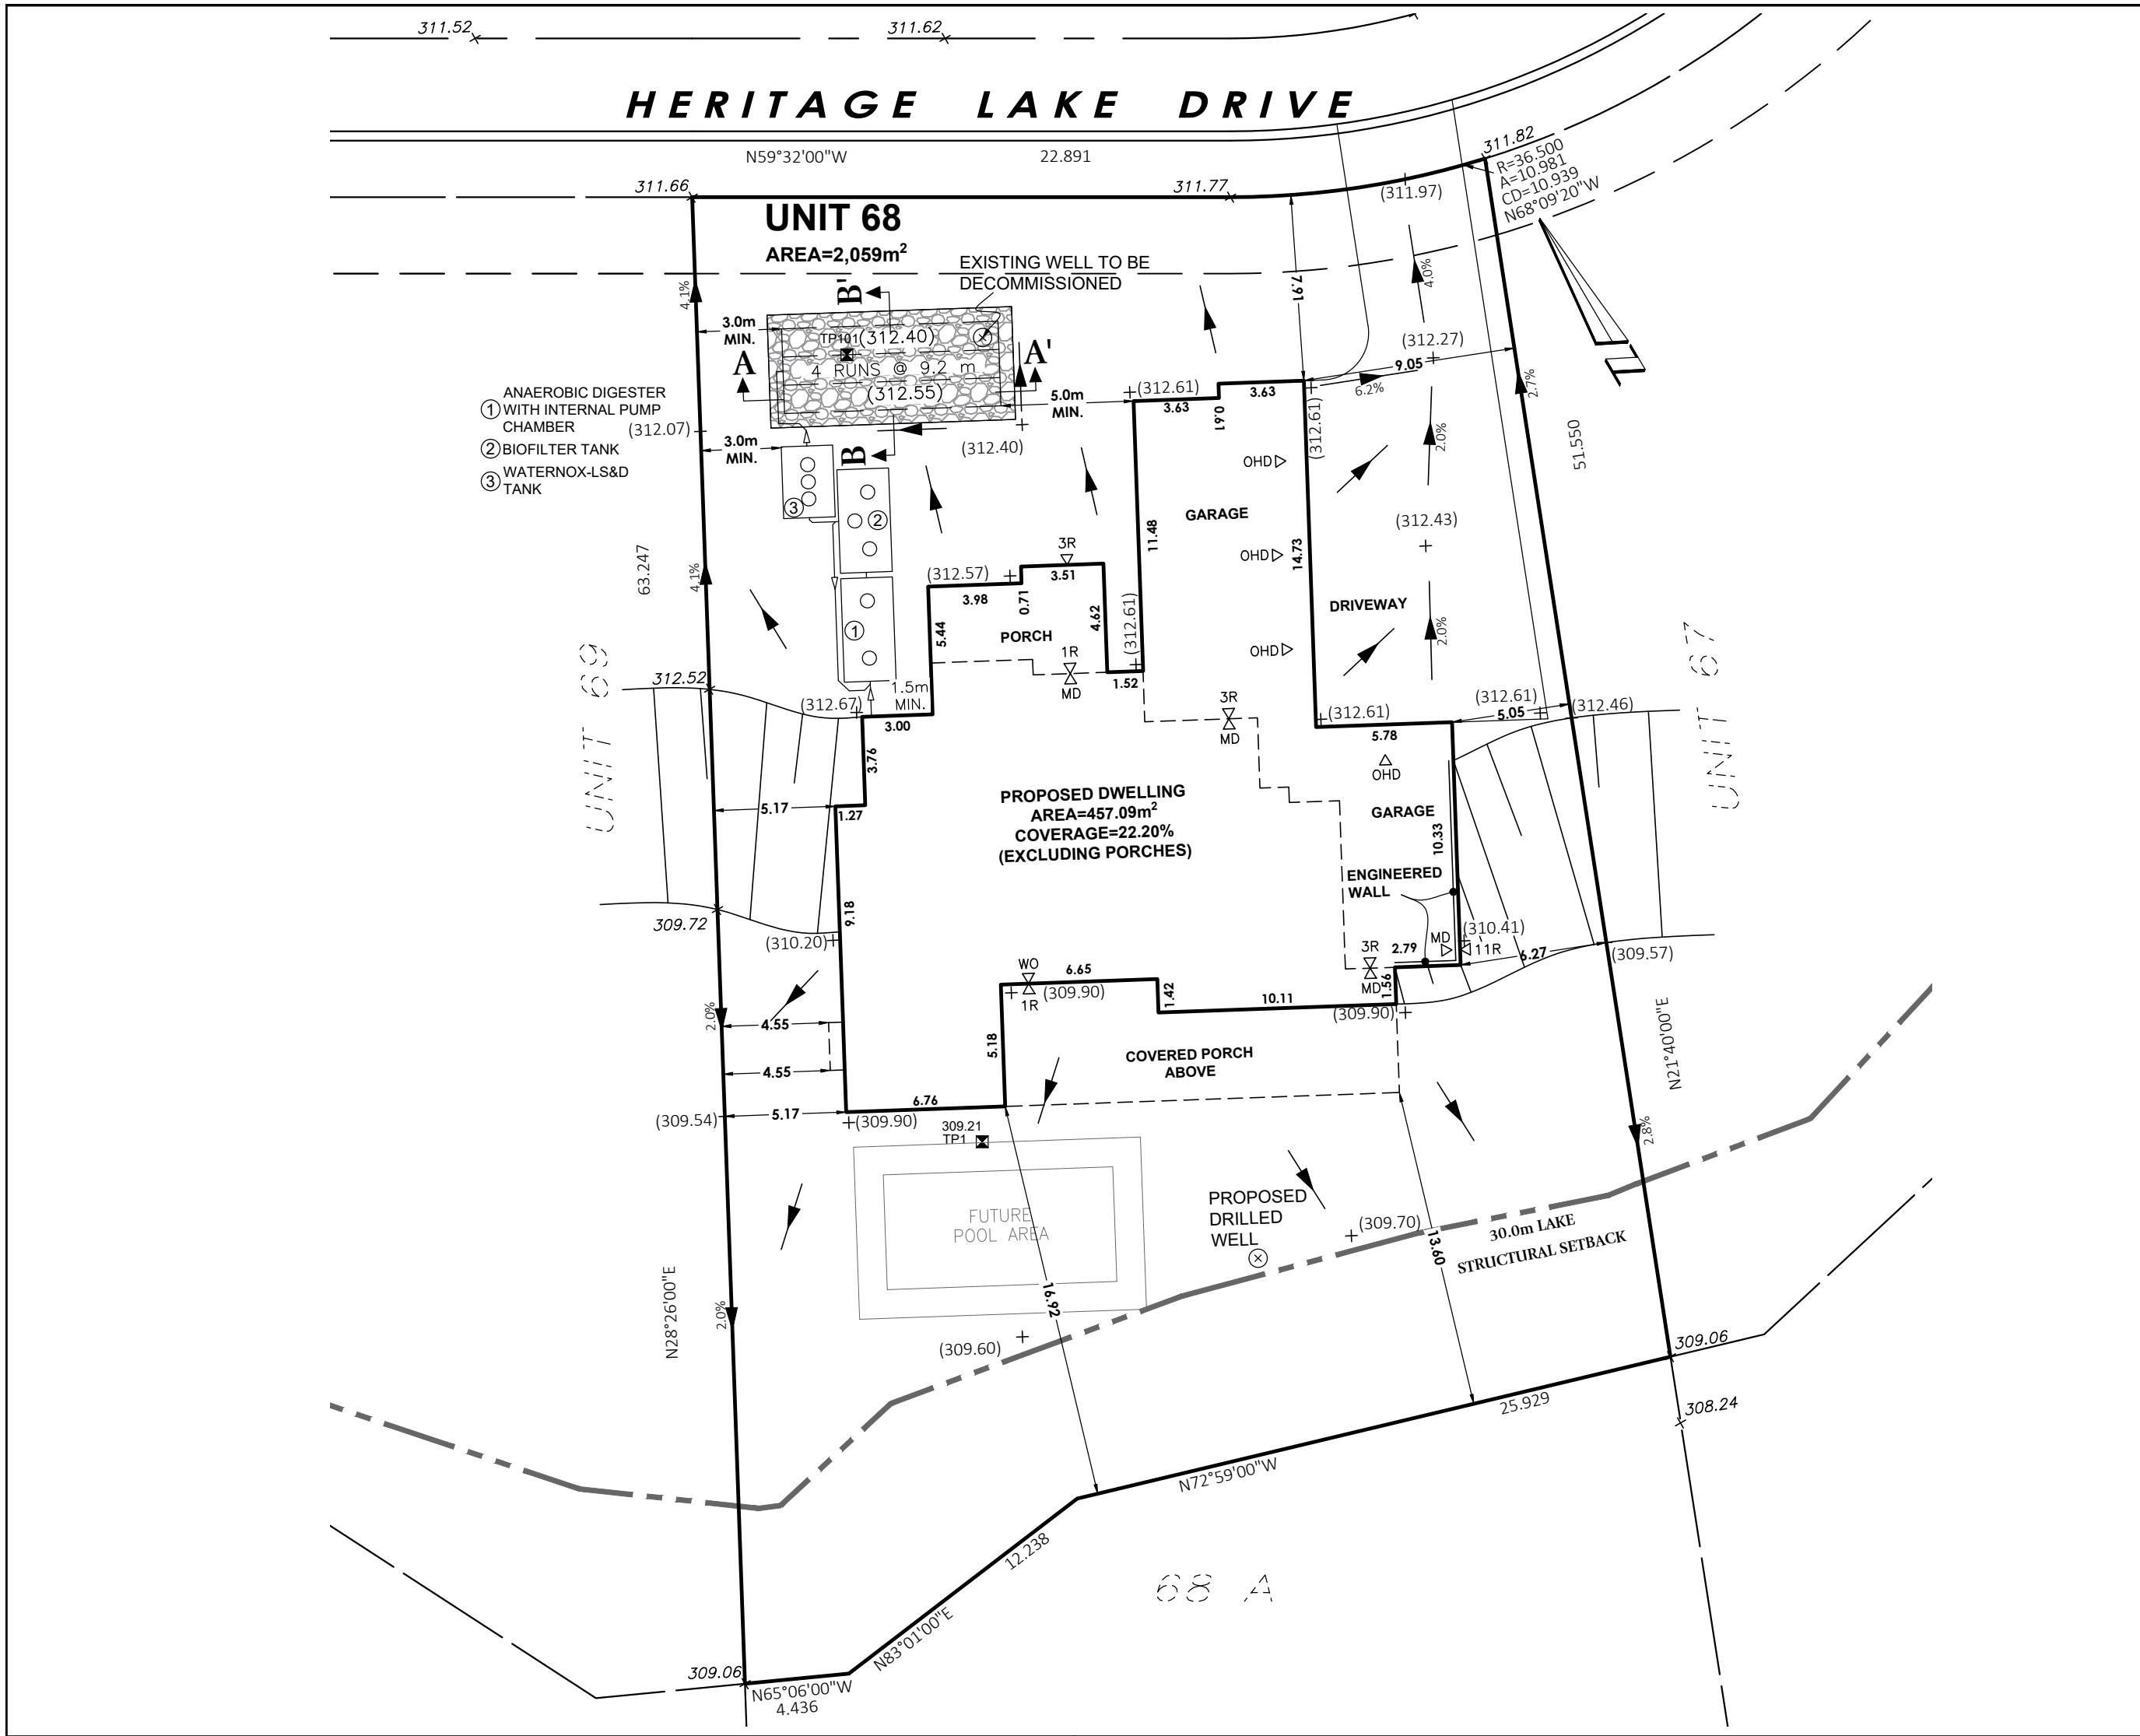 311.52
311.62
HERITAGE LAKE DRIVE
N59°32'00"W
22.891
311.82
R=36.500
A=10.981
CD=10.939
N68°09'20"W
311.66
311.77
(311.97)
UNIT 68
AREA=2,059m²
EXISTING WELL TO BE
DECOMMISSIONED
4.1%
B'
7.91
4.0%
3.0m
MIN.
TP101
(312.40)
A
A'
4 RUNS @ 9.2 m
(312.55)
(312.27)
9.05
6.2%
2.7%
ANAEROBIC DIGESTER
1 WITH INTERNAL PUMP
CHAMBER
2 BIOFILTER TANK
3 WATERNOX-LS&D
TANK
(312.07)
3.0m
MIN.
B
(312.40)
5.0m
MIN.
(312.61)
3.63
0.61
3.63
(312.61)
2.0%
51.550
OHD
3
2
GARAGE
(312.43)
11.48
14.73
OHD
63.247
4.1%
3R
(312.57)
3.51
3.98
0.71
4.62
(312.61)
DRIVEWAY
2.0%
1
5.44
PORCH
1R
MD
OHD
UNIT 69
UNIT 67
312.52
1.5m
MIN.
1.52
(312.67)
3.00
3R
MD
(312.61)
(312.61)
5.05
(312.46)
5.78
3.76
OHD
5.17
1.27
PROPOSED DWELLING
AREA=457.09m²
COVERAGE=22.20%
(EXCLUDING PORCHES)
GARAGE
10.33
ENGINEERED
WALL
309.72
9.18
(310.20)
(310.41)
MD
11R
3R
MD
2.79
6.27
(309.57)
WO
1R
6.65
(309.90)
1.42
10.11
1.56
(309.90)
2.0%
4.55
5.18
COVERED PORCH
ABOVE
4.55
N21°40'00"E
6.76
(309.54)
5.17
(309.90)
309.21
TP1
2.8%
FUTURE
POOL AREA
PROPOSED
DRILLED
WELL
(309.70)
30.0m LAKE
STRUCTURAL SETBACK
13.60
16.92
N28°26'00"E
2.0%
(309.60)
309.06
308.24
25.929
N72°59'00"W
12.238
68 A
N83°01'00"E
309.06
N65°06'00"W
4.436